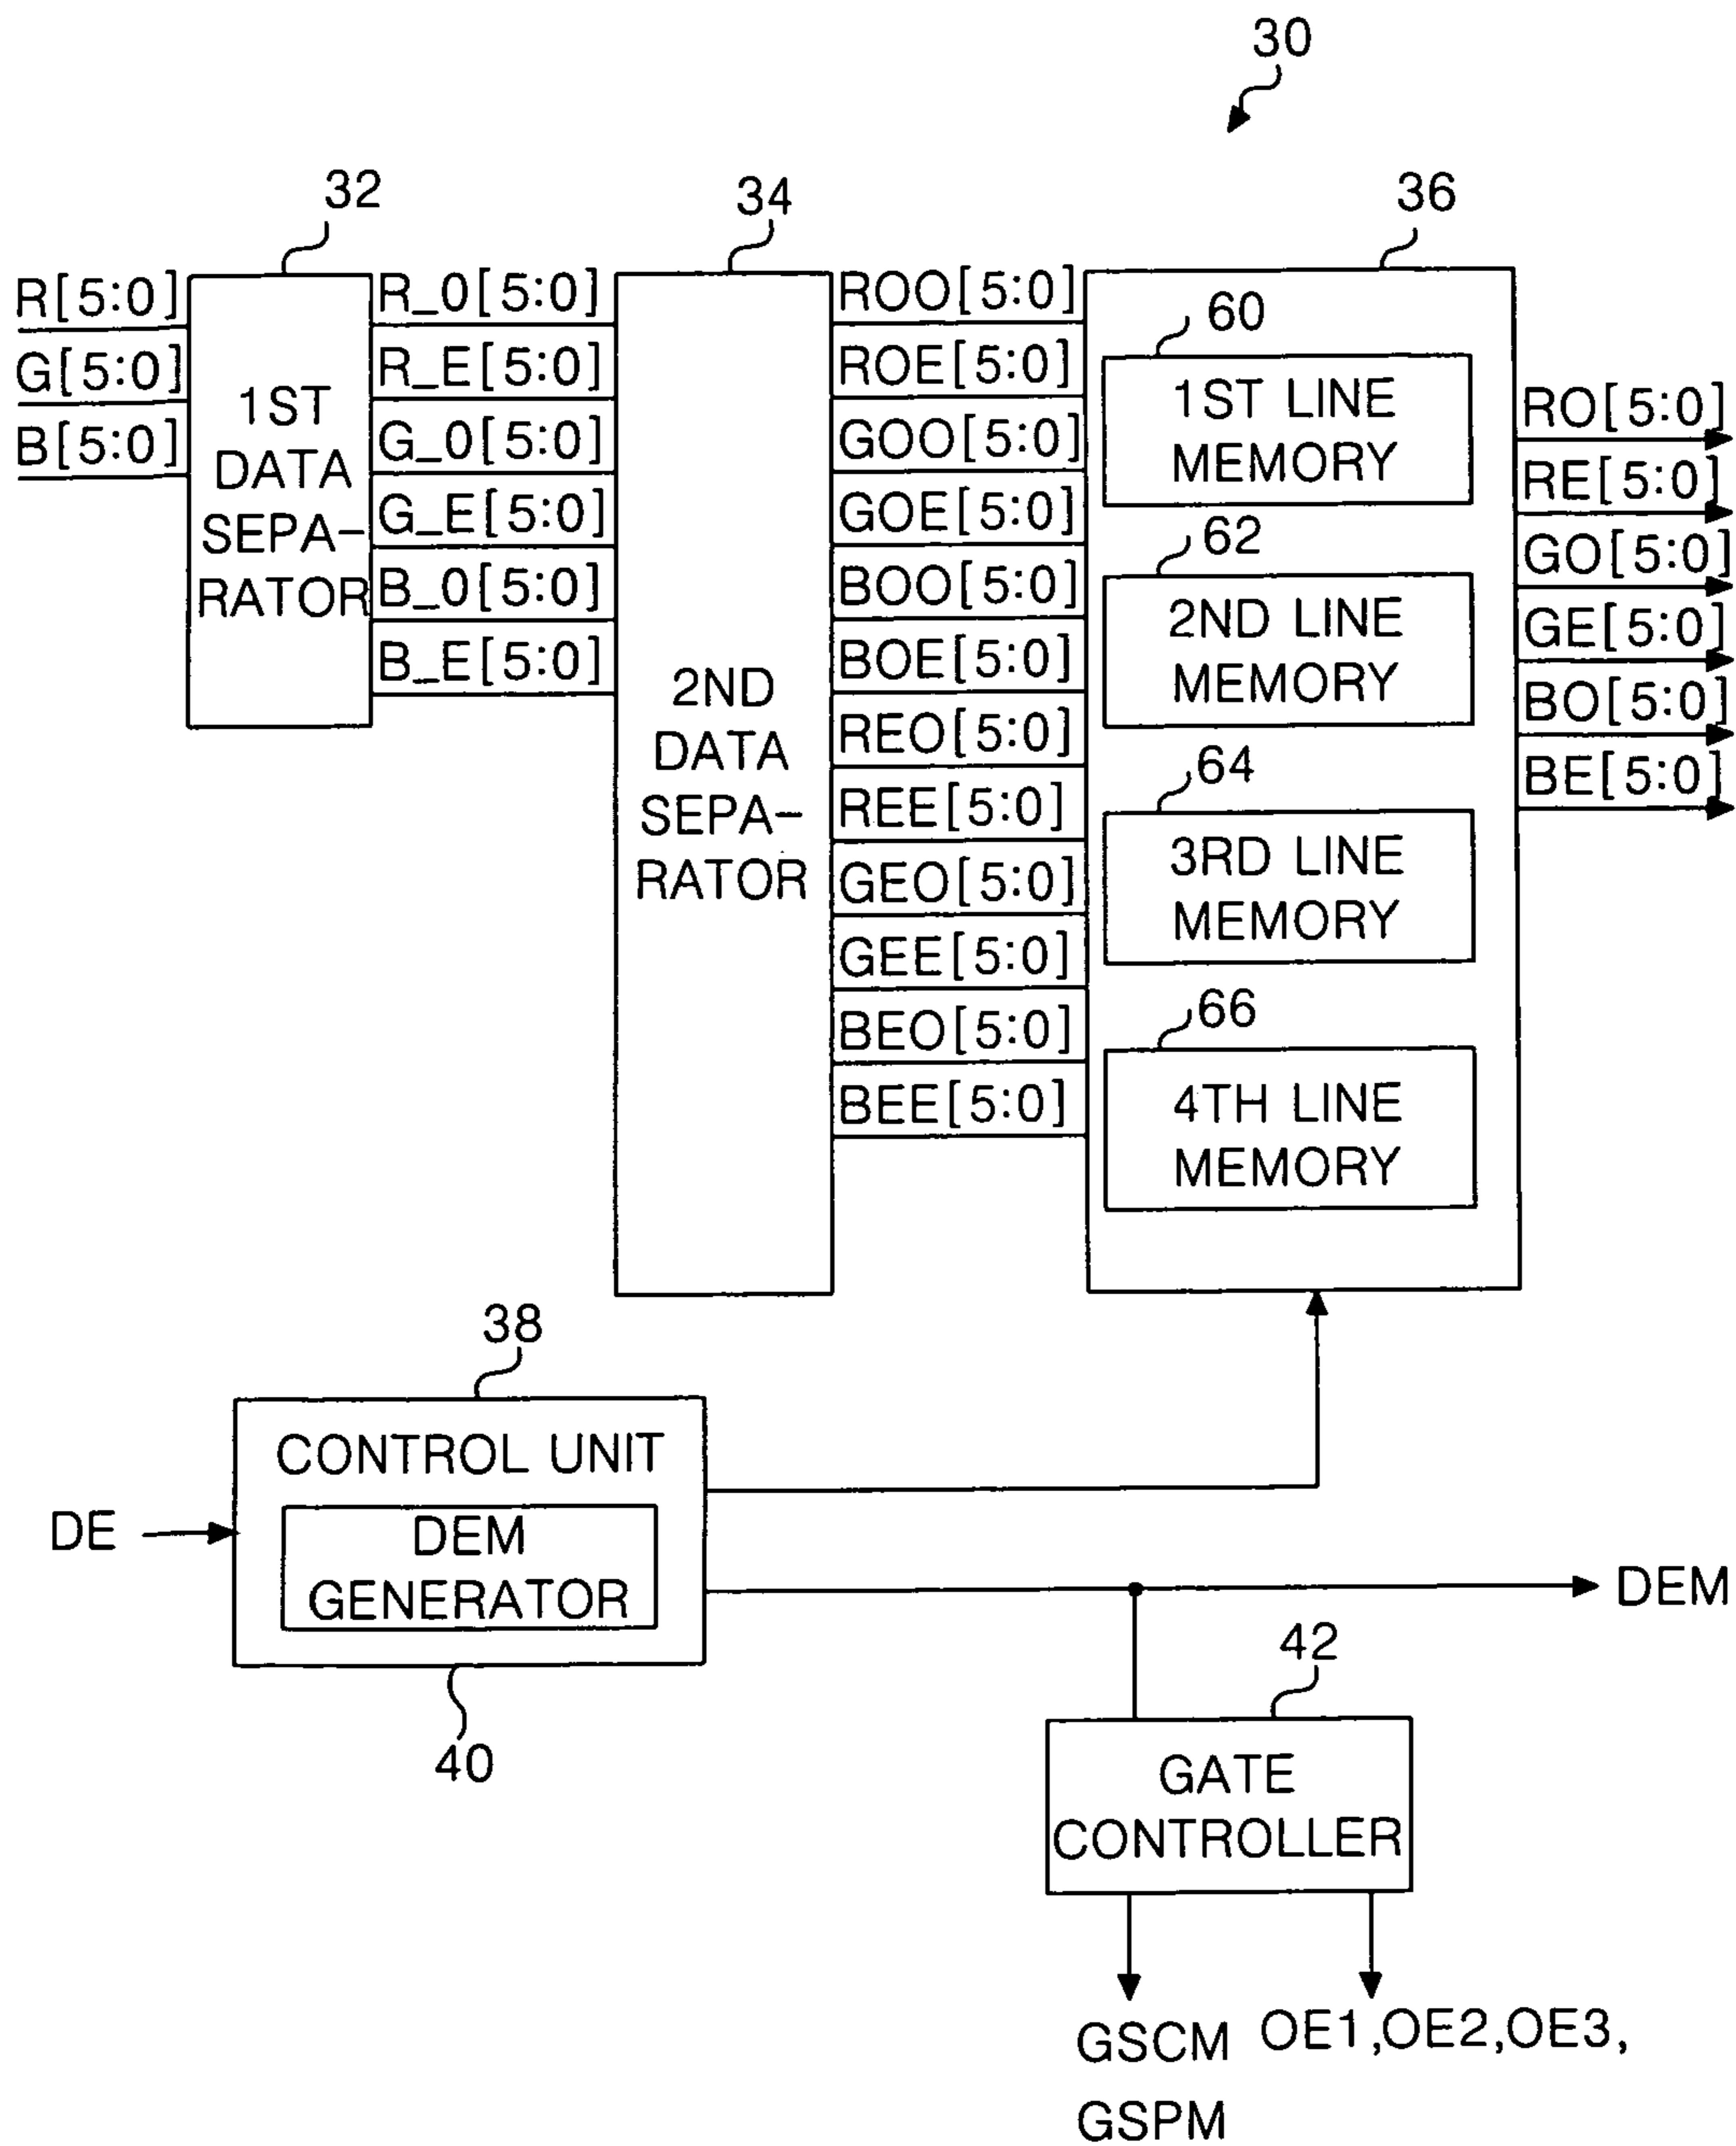 30
32
34
36
R[5:0]
G[5:0]
B[5:0]
1ST
DATA
SEPA-
RATOR
R_0[5:0]
R_E[5:0]
G_0[5:0]
G_E[5:0]
B_0[5:0]
B_E[5:0]
2ND
DATA
SEPA-
RATOR
ROO[5:0]
ROE[5:0]
GOO[5:0]
GOE[5:0]
BOO[5:0]
BOE[5:0]
REO[5:0]
REE[5:0]
GEO[5:0]
GEE[5:0]
BEO[5:0]
BEE[5:0]
60
1ST LINE
MEMORY
62
2ND LINE
MEMORY
64
3RD LINE
MEMORY
66
4TH LINE
MEMORY
RO[5:0]
RE[5:0]
GO[5:0]
GE[5:0]
BO[5:0]
BE[5:0]
38
CONTROL UNIT
DE
DEM
GENERATOR
40
DEM
42
GATE
CONTROLLER
GSCM
GSPM
OE1,OE2,OE3,